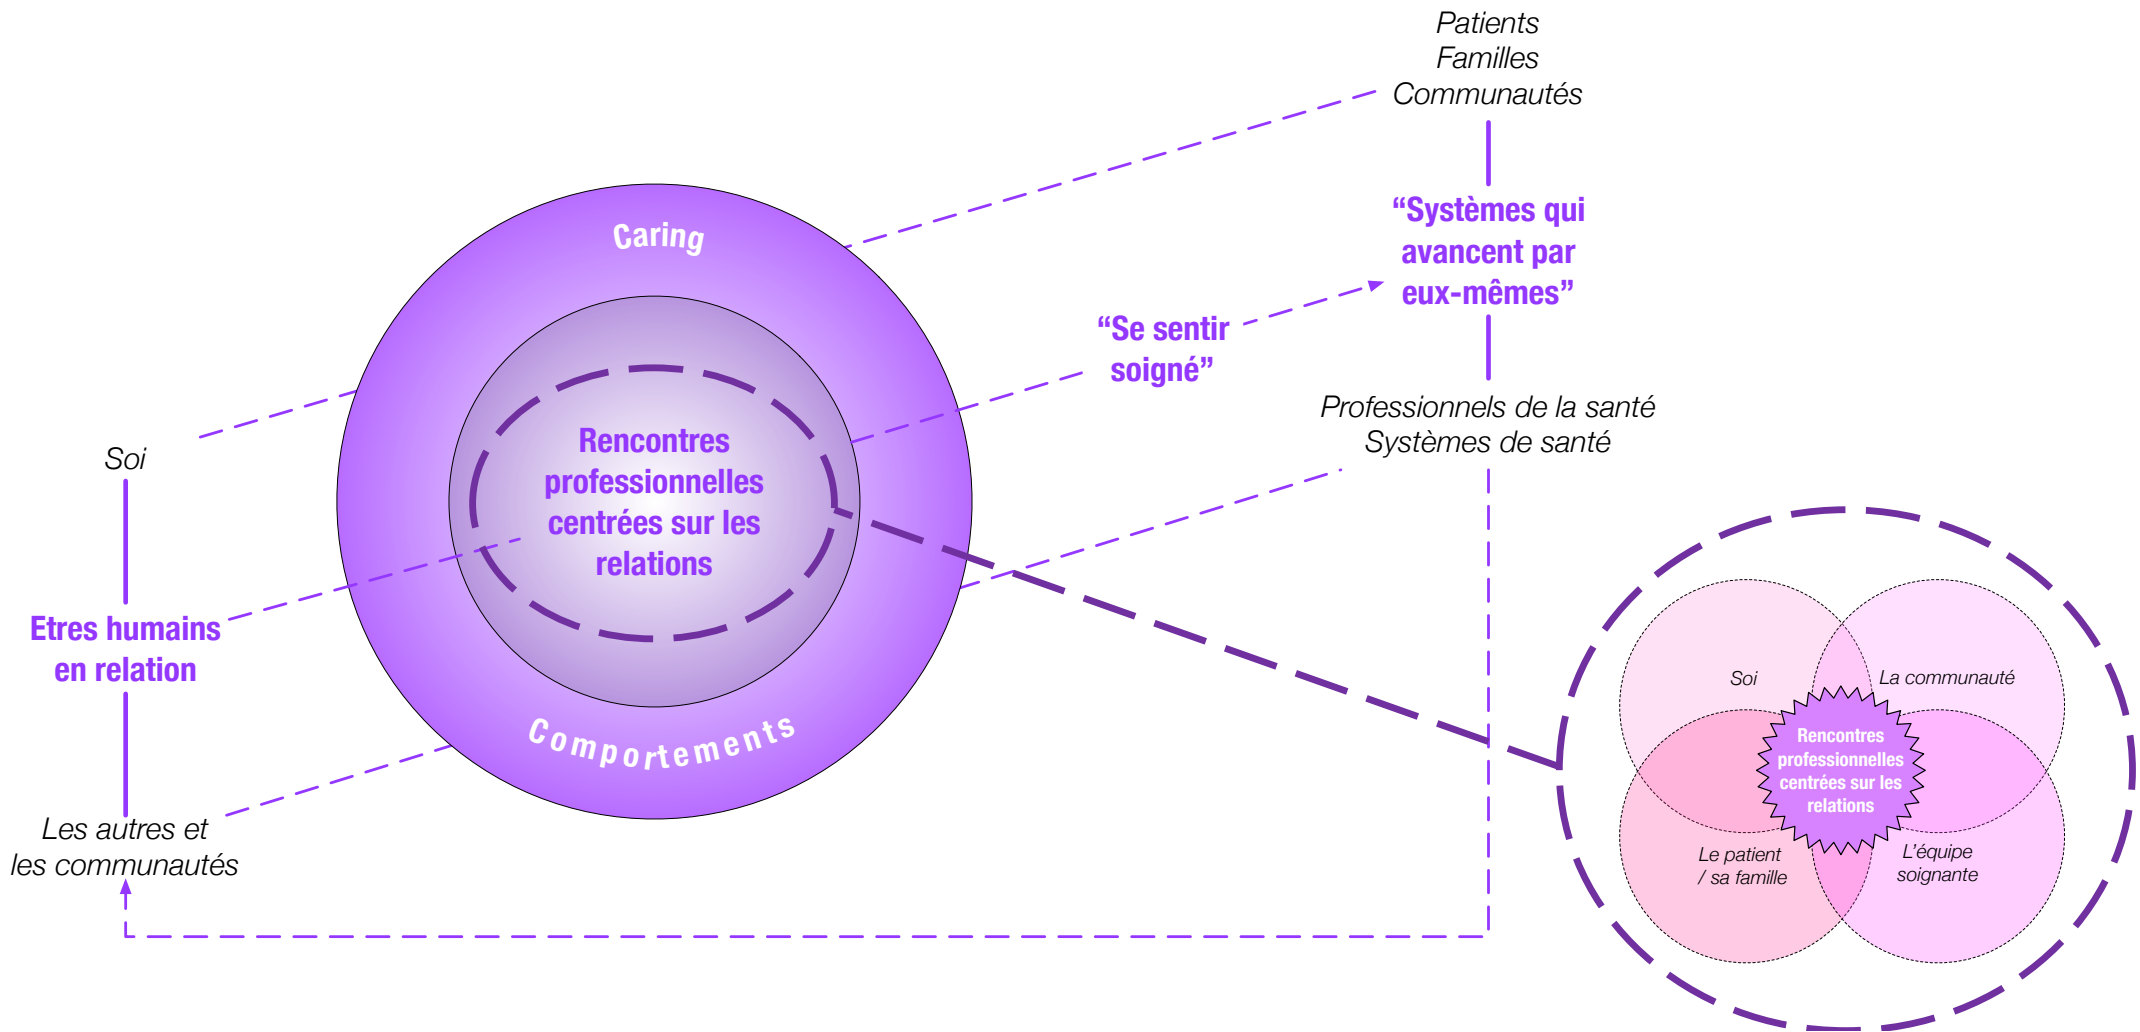 Patients
Familles
Communautés
“Systèmes qui
avancent par
eux-mêmes”
Professionnels de la santé
Systèmes de santé
“Se sentir
soigné”
Caring
Rencontres
professionnelles
centrées sur les
relations
Comportements
Soi
Etres humains
en relation
Les autres et
les communautés
Soi
La communauté
Rencontres
professionnelles
centrées sur les
relations
Le patient
/ sa famille
L’équipe
soignante